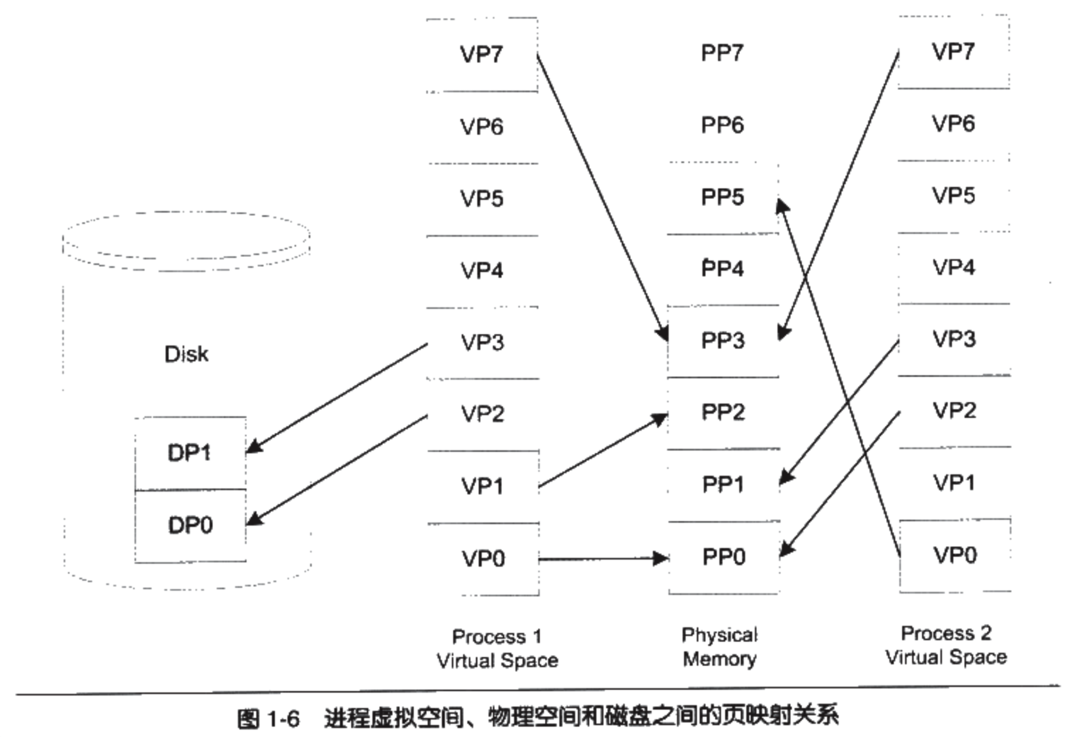 VP7 PP7 VP7
VP6 PP6 VP6
VP5 PP5 VP5
VP4 PP4 VP4
Disk VP3 PP3 VP3
VP2 PP2 VP2
DP1
VP1 PP1 VP1
DP0
VP0 PP0 VP0
Process 1
Virtual Space
Physical
Memory
Process 2
Virtual Space
图 1-6 进程虚拟空间、物理空间和磁盘之间的页映射关系